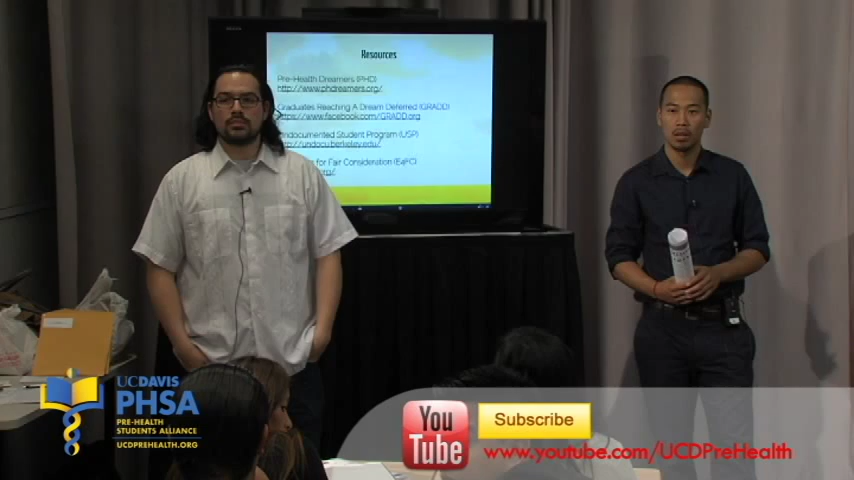 Resources
Pre-Health Dreamers (PHD)
http://www.phdreamers.org/
Graduates Reaching A Dream Deferred (GRADD)
https://www.facebook.com/GRADD.org
Undocumented Student Program (USP)
http://undocu.berkeley.edu/
for Fair Consideration (E4FC)
UCDAVIS
PHSA
PRE-HEALTH
STUDENTS ALLIANCE
UCDPREHEALTH.ORG
You
Tube
Subscribe
www.youtube.com/UCDPreHealth